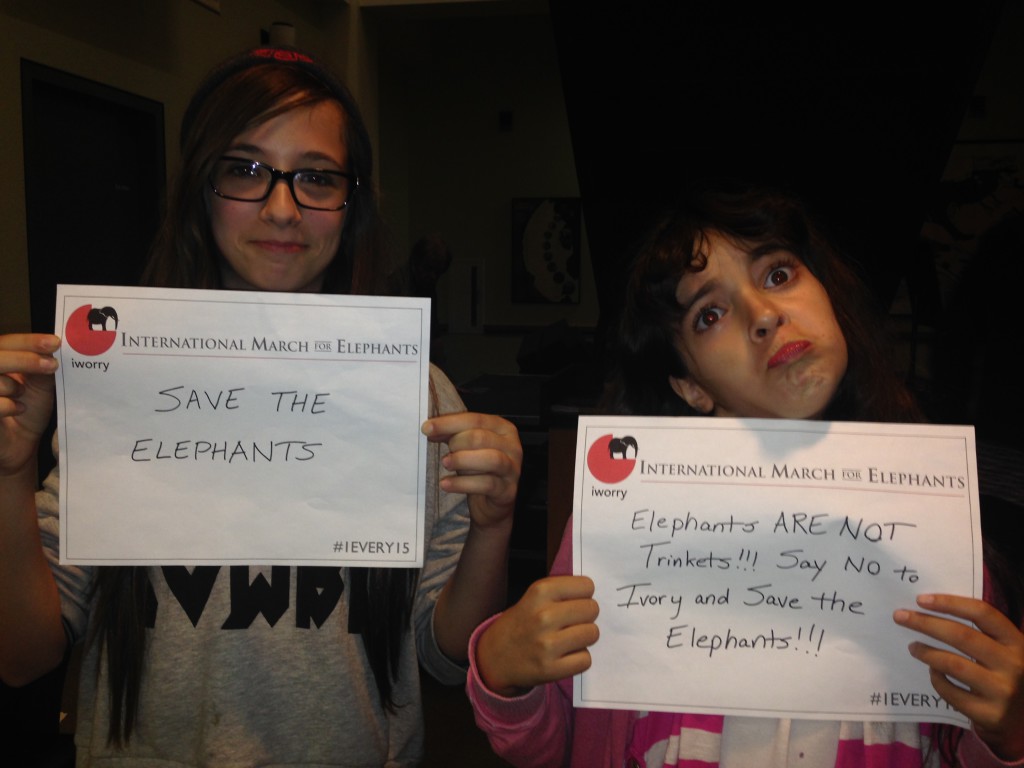 INTERNATIONAL MARCH FOR ELEPHANTS
iworry
SAVE THE
ELEPHANTS
#IEVERY15
INTERNATIONAL MARCH FOR ELEPHANTS
iworry
Elephants ARE NOT
Trinkets!!! Say NO to
Ivory and Save the
Elephants!!!